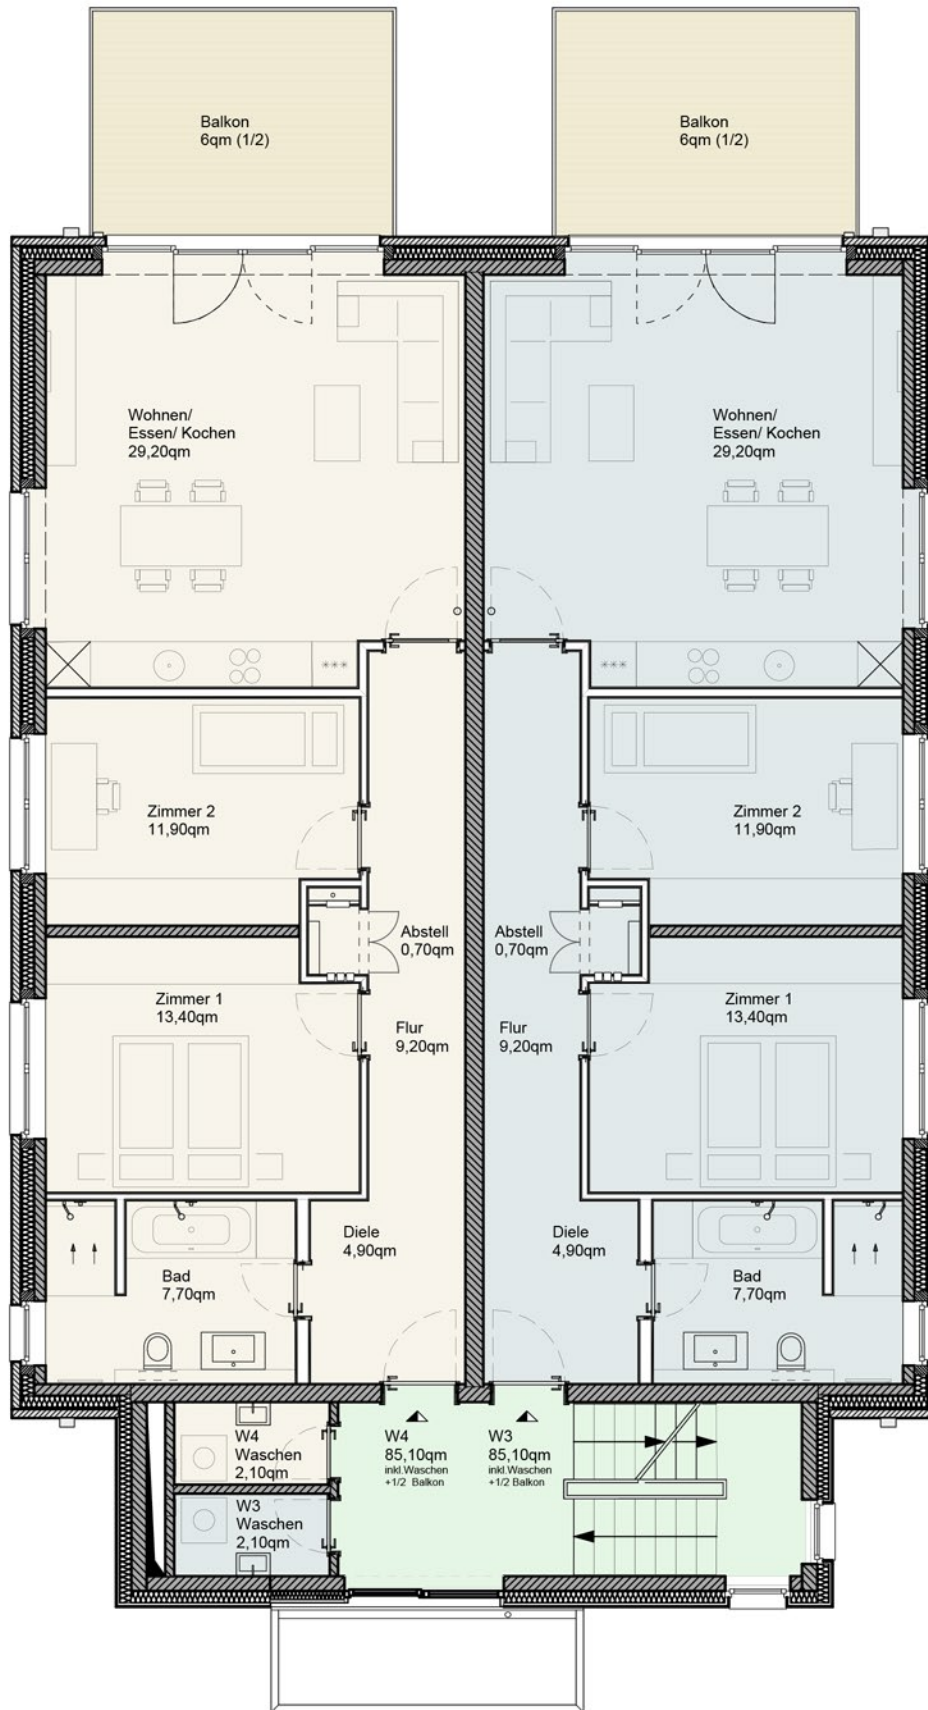 Balkon
6qm (1/2)
Balkon
6qm (1/2)
Wohnen/
Essen/ Kochen
29,20qm
Wohnen/
Essen/ Kochen
29,20qm
***
***
Zimmer 2
11,90qm
Zimmer 2
11,90qm
Abstell
0,70qm
Abstell
0,70qm
Zimmer 1
13,40qm
Flur
9,20qm
Flur
9,20qm
Zimmer 1
13,40qm
Diele
4,90qm
Diele
4,90qm
Bad
7,70qm
Bad
7,70qm
W4
Waschen
2,10qm
W4
85,10qm
inkl.Waschen
+1/2 Balkon
W3
85,10qm
inkl.Waschen
+1/2 Balkon
W3
Waschen
2,10qm